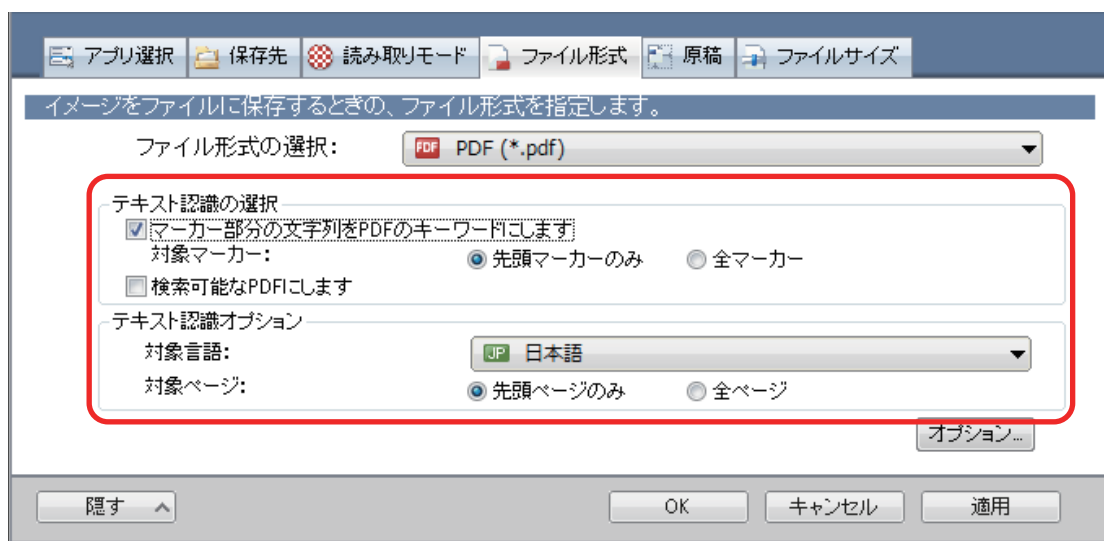 アプリ選択 保存先 読み取りモード ファイル形式 原稿 ファイルサイズ
イメージをファイルに保存するときの、ファイル形式を指定します。
ファイル形式の選択: PDF PDF (*.pdf)
テキスト認識の選択
マーカー部分の文字列をPDFのキーワードにします
対象マーカー: 先頭マーカーのみ 全マーカー
検索可能なPDFにします
テキスト認識オプション
対象言語: JP 日本語
対象ページ: 先頭ページのみ 全ページ
オプション...
隠す OK キャンセル 適用